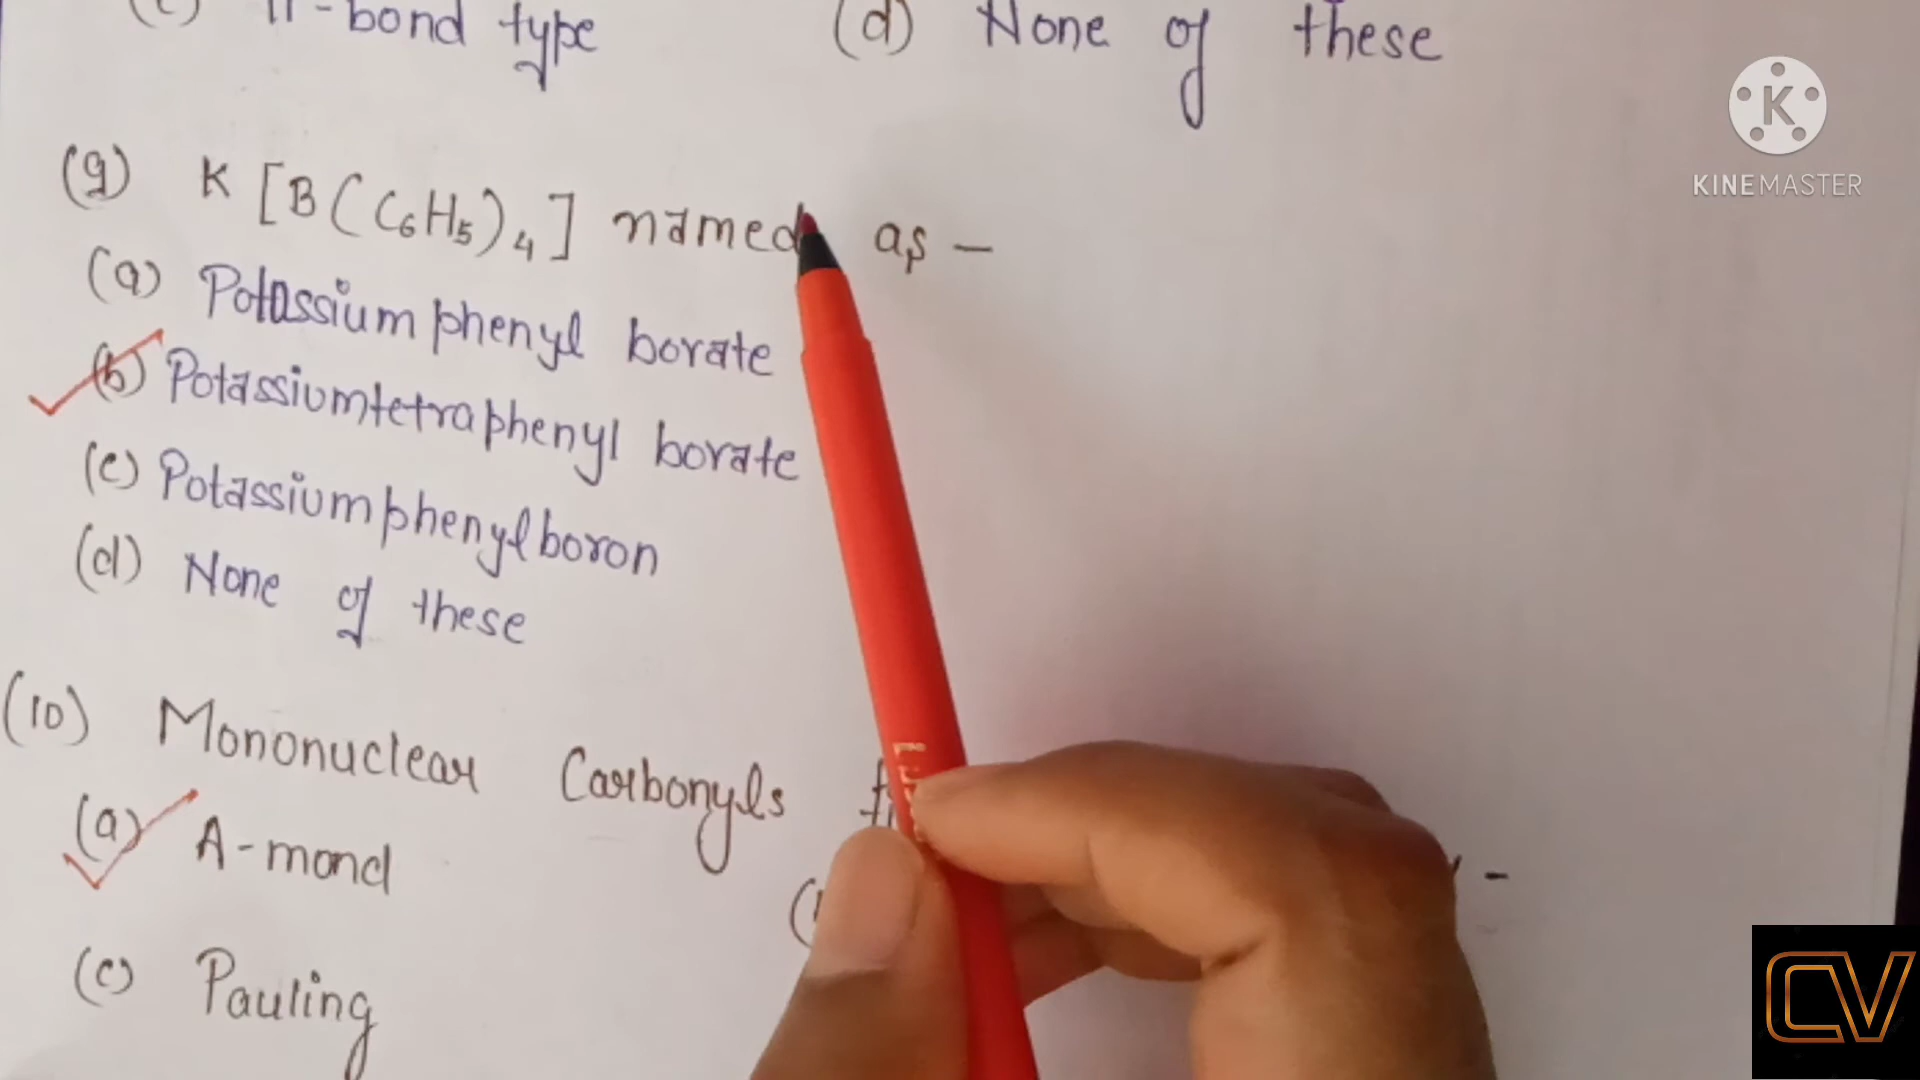 (c) π-bond type (d) None of these
(9) K[B(C₆H₅)₄] named as -
(a) Potassium phenyl borate
(b) Potassiumtetraphenyl borate
(c) Potassiumphenylboron
(d) None of these
(10) Mononuclear Carbonyls
(a) A-mond
(c) Pauling
KINEMASTER
K
CV